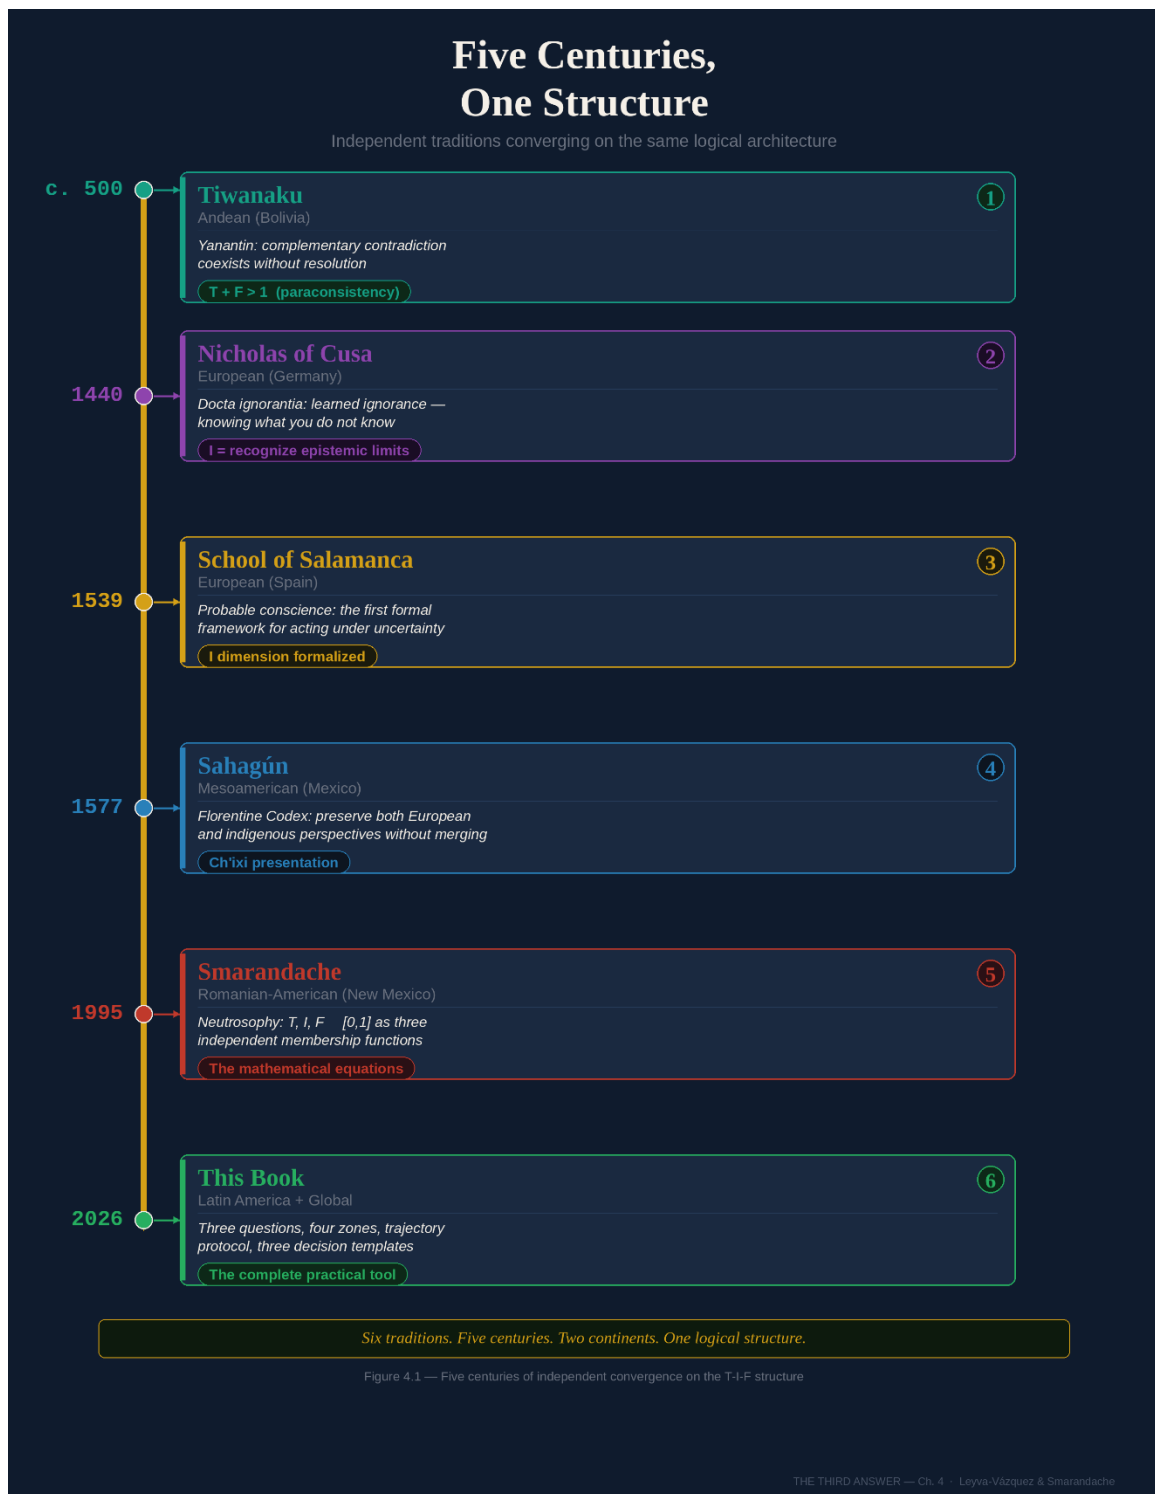 Five Centuries,
One Structure
Independent traditions converging on the same logical architecture
c. 500
Tiwanaku
1
Andean (Bolivia)
Yanantin: complementary contradiction
coexists without resolution
T + F > 1 (paraconsistency)
1440
Nicholas of Cusa
2
European (Germany)
Docta ignorantia: learned ignorance —
knowing what you do not know
I = recognize epistemic limits
1539
School of Salamanca
3
European (Spain)
Probable conscience: the first formal
framework for acting under uncertainty
I dimension formalized
1577
Sahagún
4
Mesoamerican (Mexico)
Florentine Codex: preserve both European
and indigenous perspectives without merging
Ch'ixi presentation
1995
Smarandache
5
Romanian-American (New Mexico)
Neutrosophy: T, I, F [0,1] as three
independent membership functions
The mathematical equations
2026
This Book
6
Latin America + Global
Three questions, four zones, trajectory
protocol, three decision templates
The complete practical tool
Six traditions. Five centuries. Two continents. One logical structure.
Figure 4.1 — Five centuries of independent convergence on the T-I-F structure
THE THIRD ANSWER — Ch. 4 · Leyva-Vázquez & Smarandache